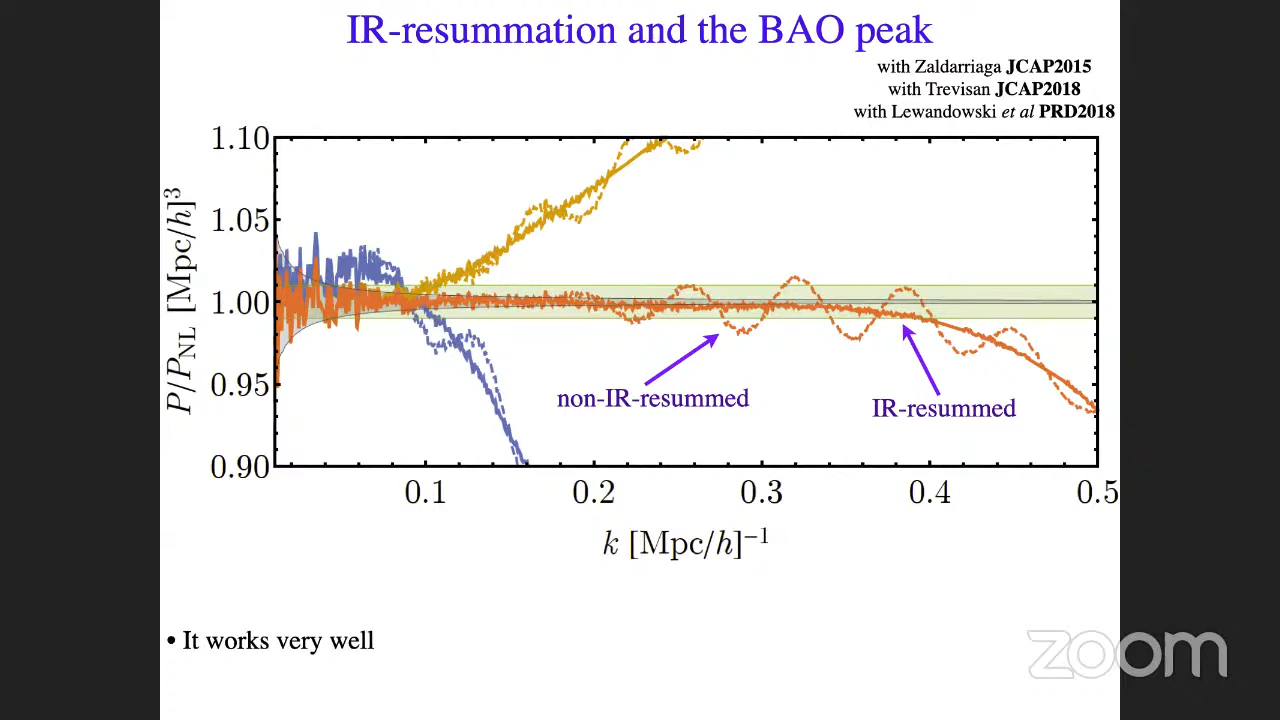 IR-resummation and the BAO peak
with Zaldarriaga JCAP2015
with Trevisan JCAP2018
with Lewandowski et al PRD2018
1.10
1.05
1.00
0.95
0.90
P/P_NL [Mpc/h]^3
non-IR-resummed
IR-resummed
0.1 0.2 0.3 0.4 0.5
k [Mpc/h]^−1
• It works very well
zoom